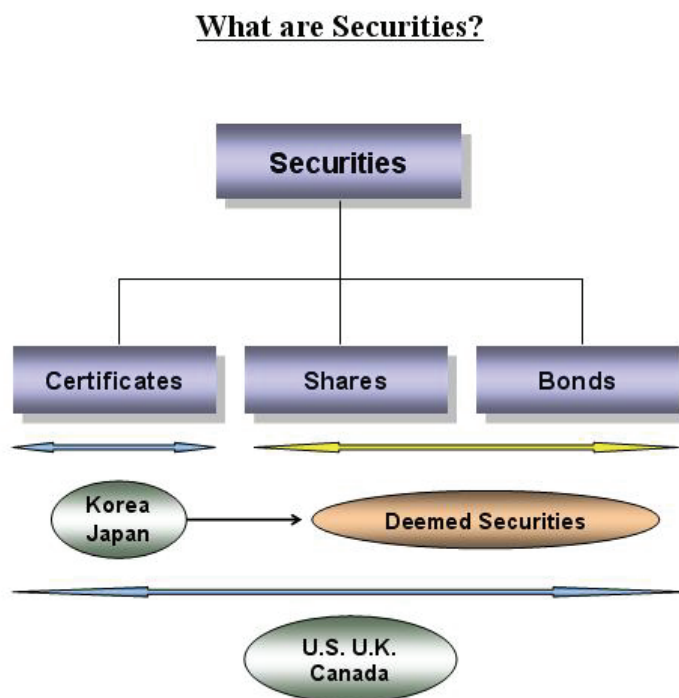 What are Securities?
Securities
Certificates
Shares
Bonds
Korea
Japan
Deemed Securities
U.S. U.K.
Canada